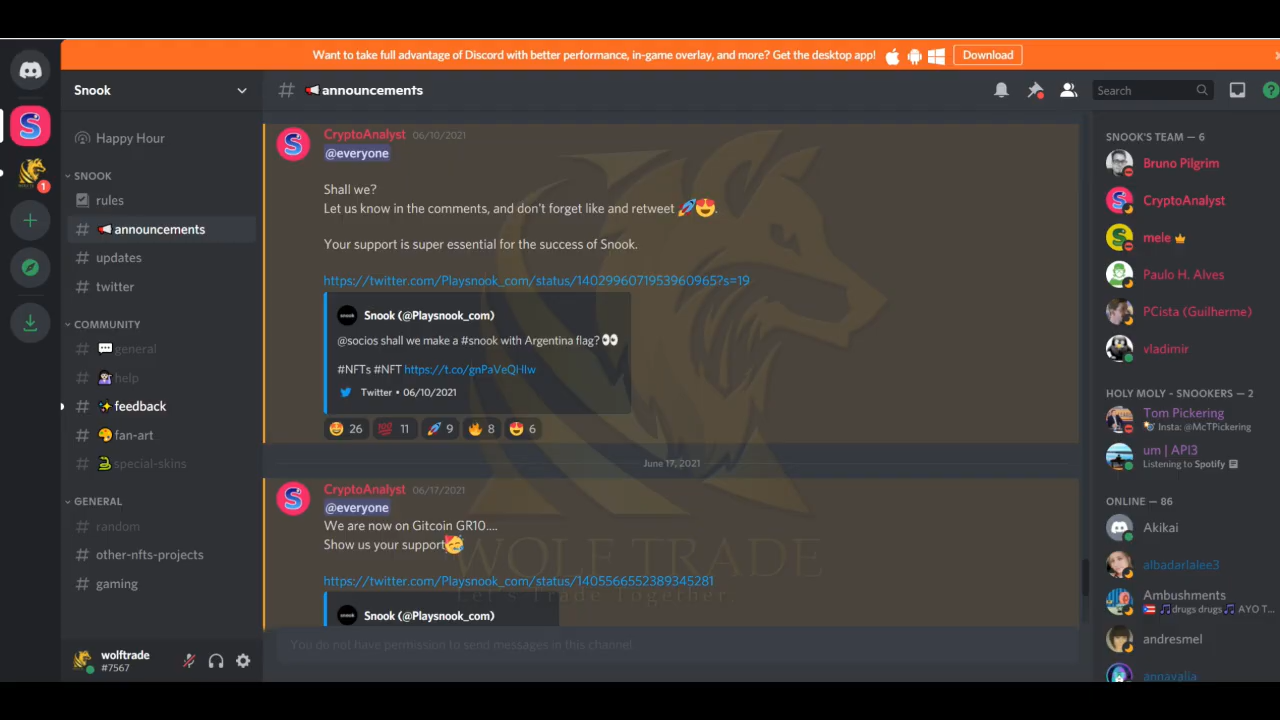 Want to take full advantage of Discord with better performance, in-game overlay, and more? Get the desktop app!
Download
Snook
Happy Hour
SNOOK
rules
announcements
updates
twitter
COMMUNITY
general
help
feedback
fan-art
special-skins
GENERAL
random
other-nfts-projects
gaming
wolftrade
#7567
1
# announcements
Search
CryptoAnalyst 06/10/2021
@everyone
Shall we?
Let us know in the comments, and don't forget like and retweet 🚀😍.
Your support is super essential for the success of Snook.
https://twitter.com/Playsnook_com/status/1402996071953960965?s=19
Snook (@Playsnook_com)
@socios shall we make a #snook with Argentina flag? 👀
#NFTs #NFT https://t.co/gnPaVeQHIw
Twitter • 06/10/2021
🤩 26 💯 11 🚀 9 🔥 8 😍 6
June 17, 2021
CryptoAnalyst 06/17/2021
@everyone
We are now on Gitcoin GR10....
Show us your support🥳
https://twitter.com/Playsnook_com/status/1405566552389345281
Snook (@Playsnook_com)
You do not have permission to send messages in this channel
WOLF TRADE
Let's Trade Together.
SNOOK'S TEAM — 6
Bruno Pilgrim
CryptoAnalyst
mele
Paulo H. Alves
PCista (Guilherme)
vladimir
HOLY MOLY - SNOOKERS — 2
Tom Pickering
Insta: @McTPickering
um | API3
Listening to Spotify
ONLINE — 86
Akikai
albadarlalee3
Ambushments
🎵drugs drugs🎵 AYO T...
andresmel
annavalia